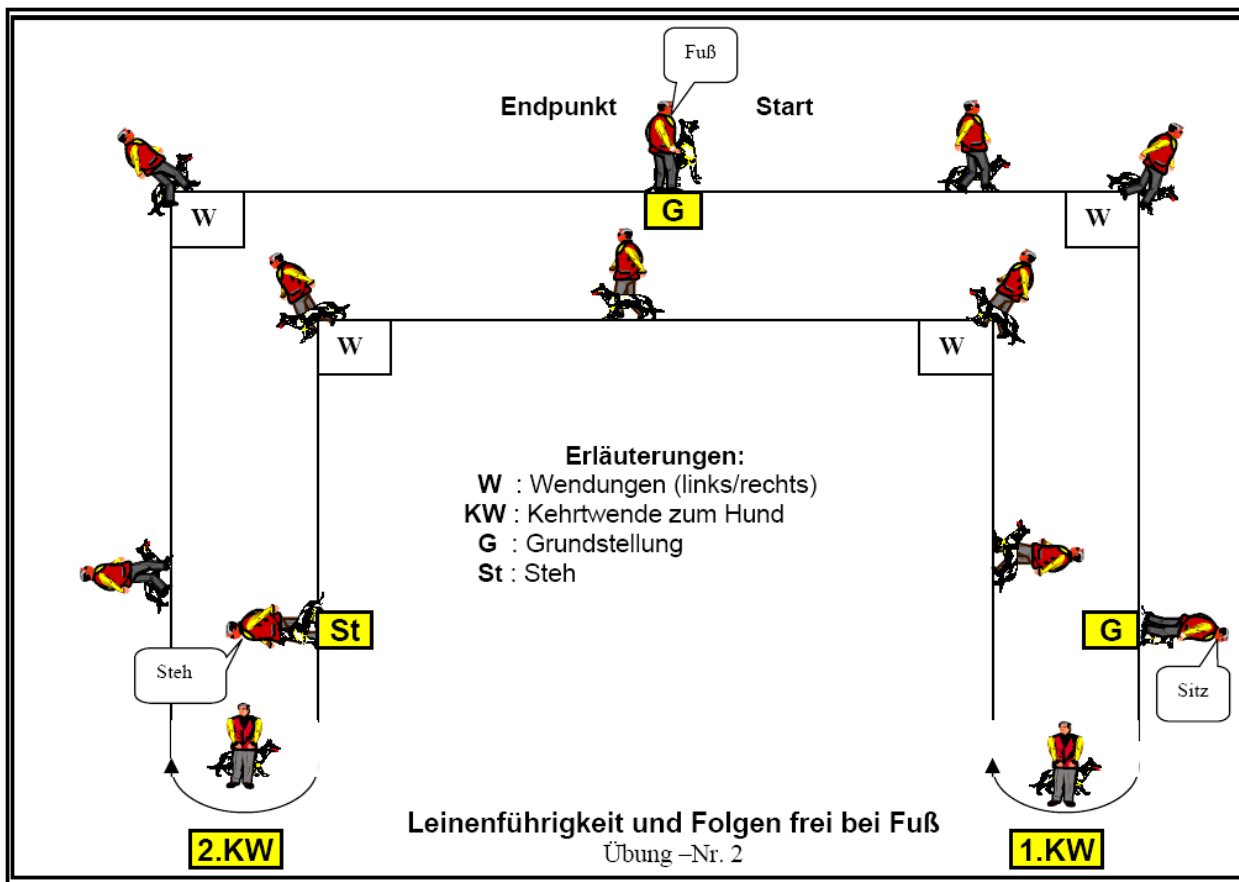 Fuß
Endpunkt
Start
W
G
W
W
W
Erläuterungen:
W : Wendungen (links/rechts)
KW : Kehrtwende zum Hund
G : Grundstellung
St : Steh
St
G
Steh
Sitz
Leinenführigkeit und Folgen frei bei Fuß
2.KW
Übung –Nr. 2
1.KW